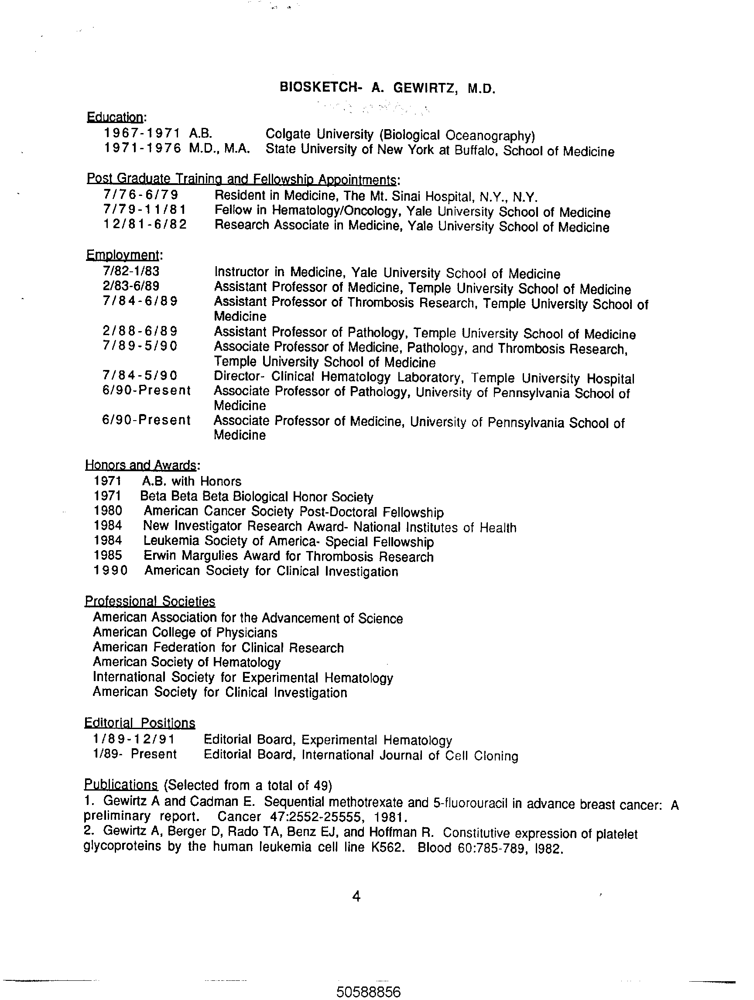 BIOSKETCH- A. GEWIRTZ, M.D.
Education:
1967-1971 A.B. Colgate University (Biological Oceanography)
1971-1976 M.D., M.A. State University of New York at Buffalo, School of Medicine
Post Graduate Training and Fellowship Appointments:
7/76-6/79 Resident in Medicine, The Mt. Sinai Hospital, N.Y., N.Y.
7/79-11/81 Fellow in Hematology/Oncology, Yale University School of Medicine
12/81-6/82 Research Associate in Medicine, Yale University School of Medicine
Employment:
7/82-1/83 Instructor in Medicine, Yale University School of Medicine
2/83-6/89 Assistant Professor of Medicine, Temple University School of Medicine
7/84-6/89 Assistant Professor of Thrombosis Research, Temple University School of
Medicine
2/88-6/89 Assistant Professor of Pathology, Temple University School of Medicine
7/89-5/90 Associate Professor of Medicine, Pathology, and Thrombosis Research,
Temple University School of Medicine
7/84-5/90 Director- Clinical Hematology Laboratory, Temple University Hospital
6/90-Present Associate Professor of Pathology, University of Pennsylvania School of
Medicine
6/90-Present Associate Professor of Medicine, University of Pennsylvania School of
Medicine
Honors and Awards:
1971 A.B. with Honors
1971 Beta Beta Beta Biological Honor Society
1980 American Cancer Society Post-Doctoral Fellowship
1984 New Investigator Research Award- National Institutes of Health
1984 Leukemia Society of America- Special Fellowship
1985 Erwin Margulies Award for Thrombosis Research
1990 American Society for Clinical Investigation
Professional Societies
American Association for the Advancement of Science
American College of Physicians
American Federation for Clinical Research
American Society of Hematology
International Society for Experimental Hematology
American Society for Clinical Investigation
Editorial Positions
1/89-12/91 Editorial Board, Experimental Hematology
1/89- Present Editorial Board, International Journal of Cell Cloning
Publications (Selected from a total of 49)
1. Gewirtz A and Cadman E. Sequential methotrexate and 5-fluorouracil in advance breast cancer: A
preliminary report. Cancer 47:2552-25555, 1981.
2. Gewirtz A, Berger D, Rado TA, Benz EJ, and Hoffman R. Constitutive expression of platelet
glycoproteins by the human leukemia cell line K562. Blood 60:785-789, l982.
4
50588856